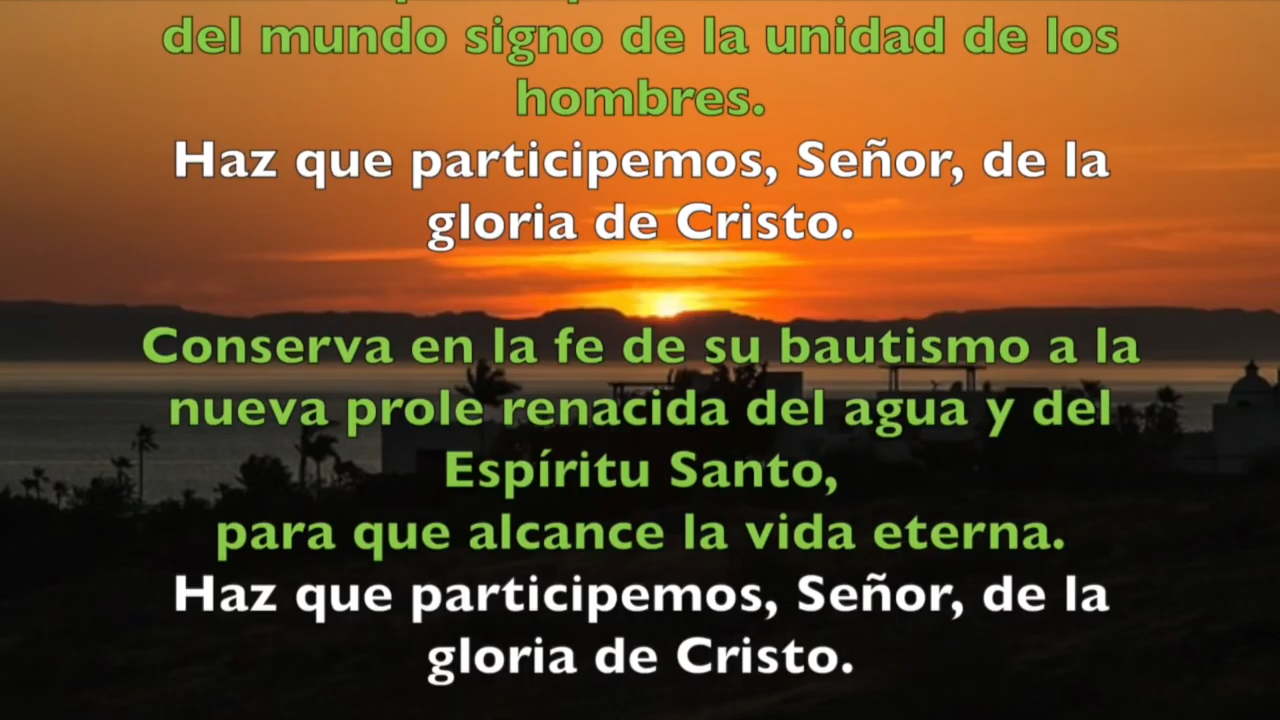 del mundo signo de la unidad de los
hombres.
Haz que participemos, Señor, de la
gloria de Cristo.
Conserva en la fe de su bautismo a la
nueva prole renacida del agua y del
Espíritu Santo,
para que alcance la vida eterna.
Haz que participemos, Señor, de la
gloria de Cristo.